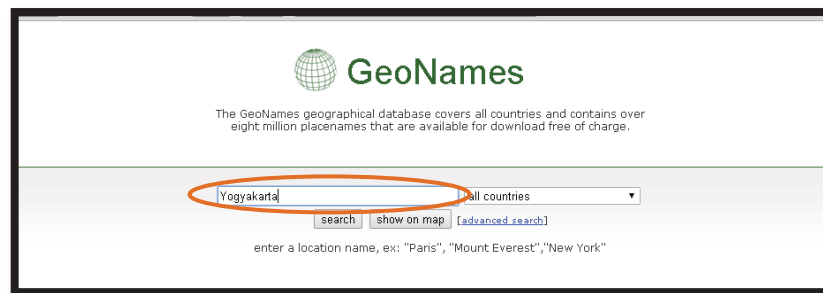 GeoNames
The GeoNames geographical database covers all countries and contains over
eight million placenames that are available for download free of charge.
Yogyakarta all countries
search show on map [advanced search]
enter a location name, ex: "Paris", "Mount Everest","New York"